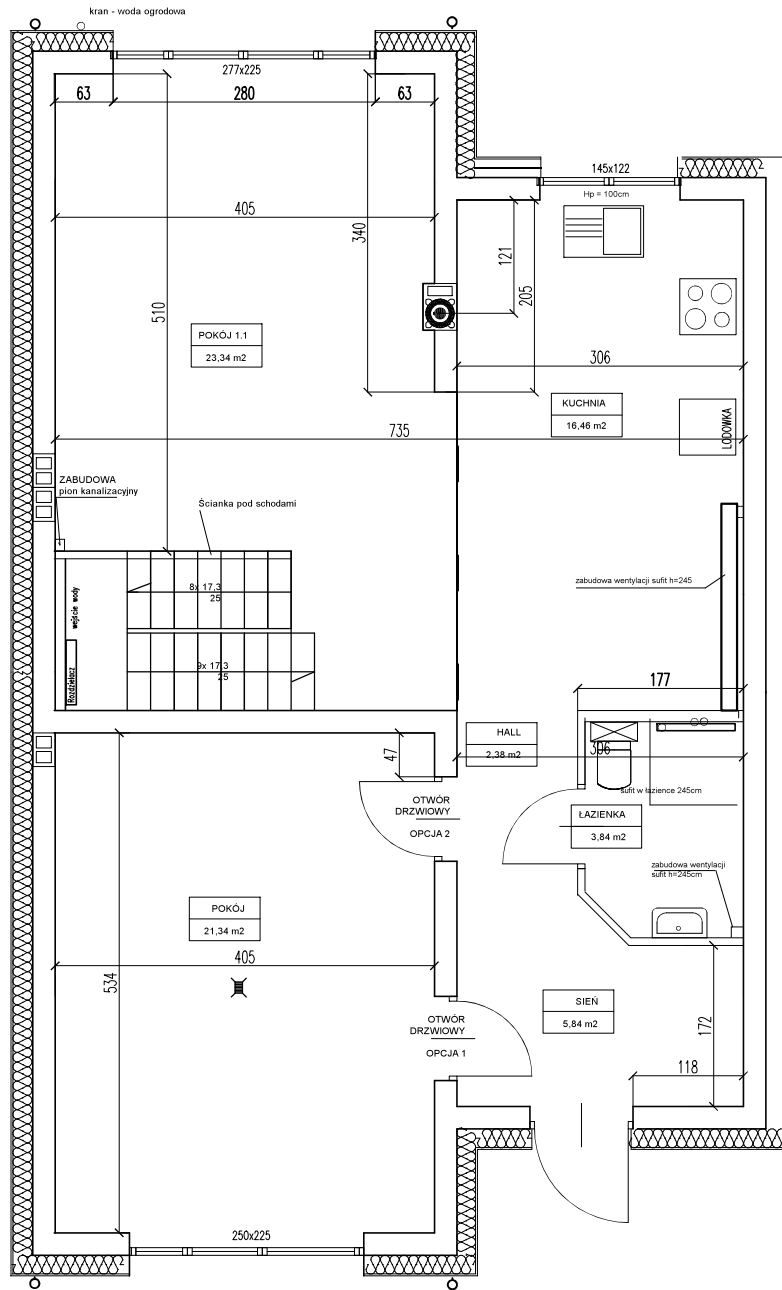 kran - woda ogrodowa
277x225
63
280
63
145x122
Hp = 100cm
405
340
121
205
510
POKÓJ 1.1
23,34 m2
306
KUCHNIA
16,46 m2
LODOWKA
735
ZABUDOWA
pion kanalizacyjny
Ścianka pod schodami
8x 17,3
25
wejście wody
Rozdzielacz
9x 17,3
25
zabudowa wentylacji sufit h=245
177
HALL
2,38 m2
306
47
sufit w łazience 245cm
OTWÓR
DRZWIOWY
OPCJA 2
ŁAZIENKA
3,84 m2
zabudowa wentylacji
sufit h=245cm
POKÓJ
21,34 m2
405
534
SIEŃ
5,84 m2
OTWÓR
DRZWIOWY
OPCJA 1
172
118
250x225